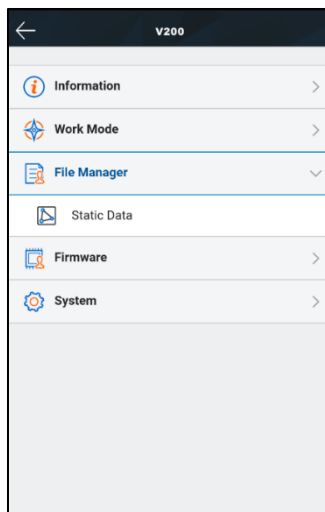 V200
Information
Work Mode
File Manager
Static Data
Firmware
System